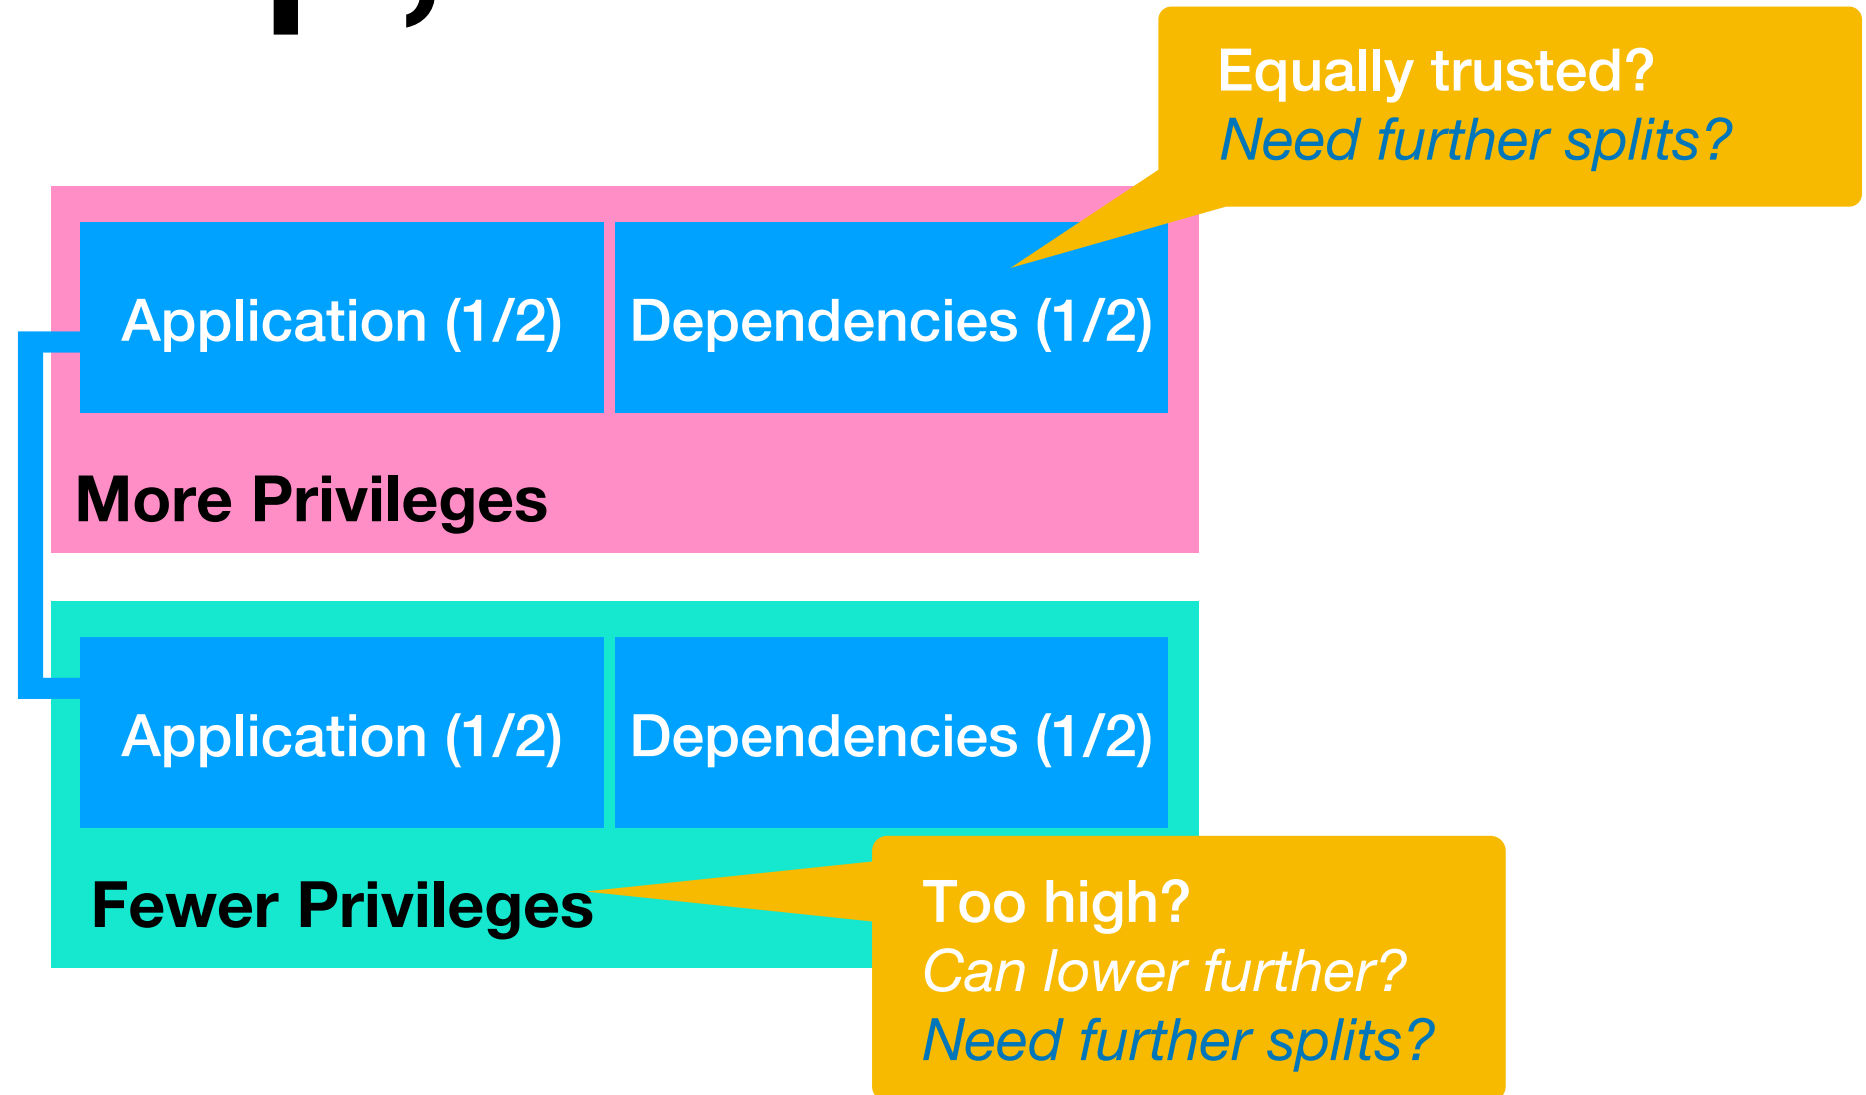 Equally trusted?
Need further splits?
Application (1/2)
Dependencies (1/2)
More Privileges
Application (1/2)
Dependencies (1/2)
Fewer Privileges
Too high?
Can lower further?
Need further splits?